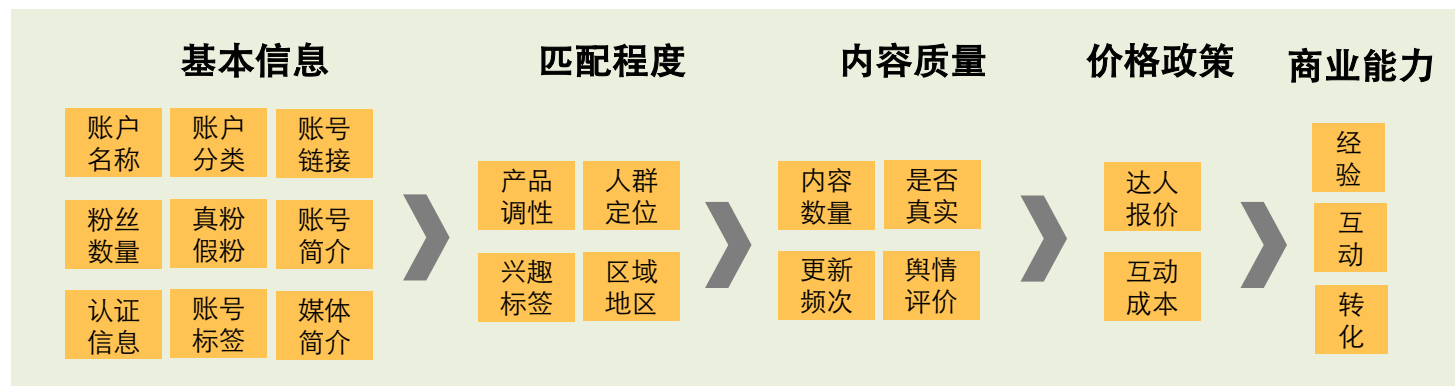 基本信息
账户
名称
账户
分类
账号
链接
粉丝
数量
真粉
假粉
账号
简介
认证
信息
账号
标签
媒体
简介
匹配程度
产品
调性
人群
定位
兴趣
标签
区域
地区
内容质量
内容
数量
是否
真实
更新
频次
舆情
评价
价格政策
达人
报价
互动
成本
商业能力
经
验
互
动
转
化